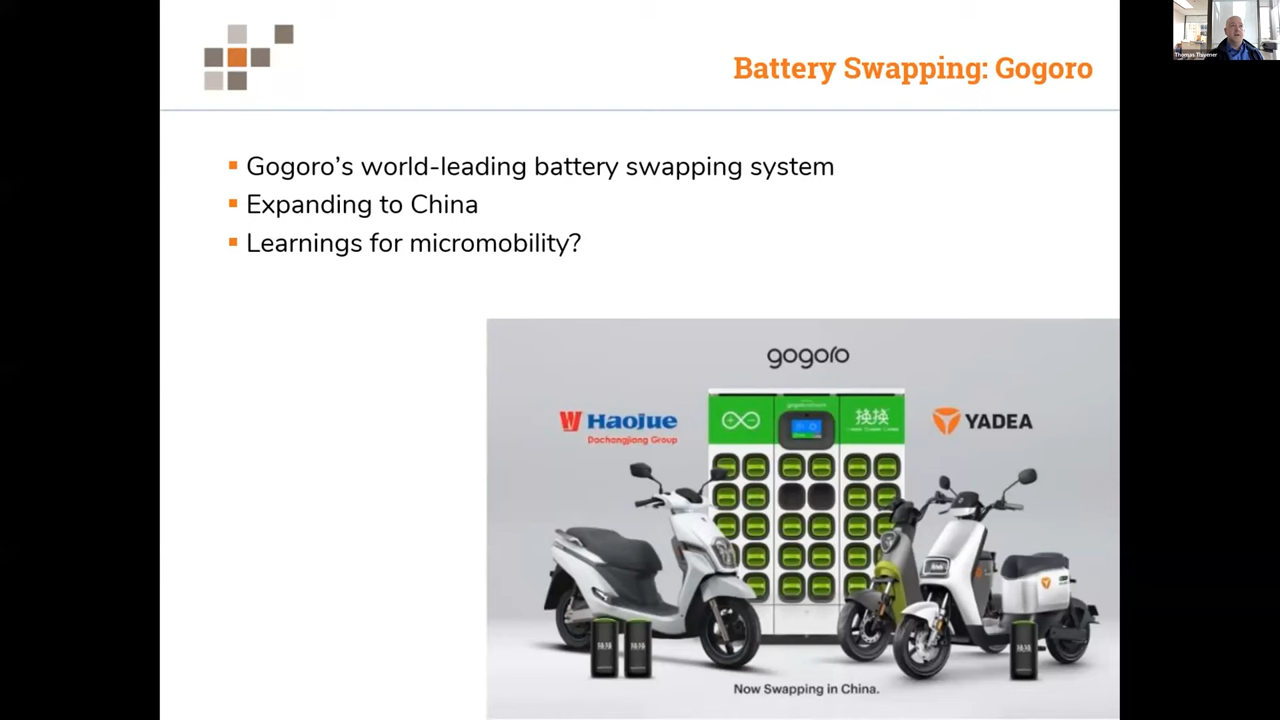 Battery Swapping: Gogoro
Thomas Thivener
Gogoro's world-leading battery swapping system
Expanding to China
Learnings for micromobility?
gogoro
Haojue
Dachangjiang Group
换换
YADEA
Now Swapping in China.